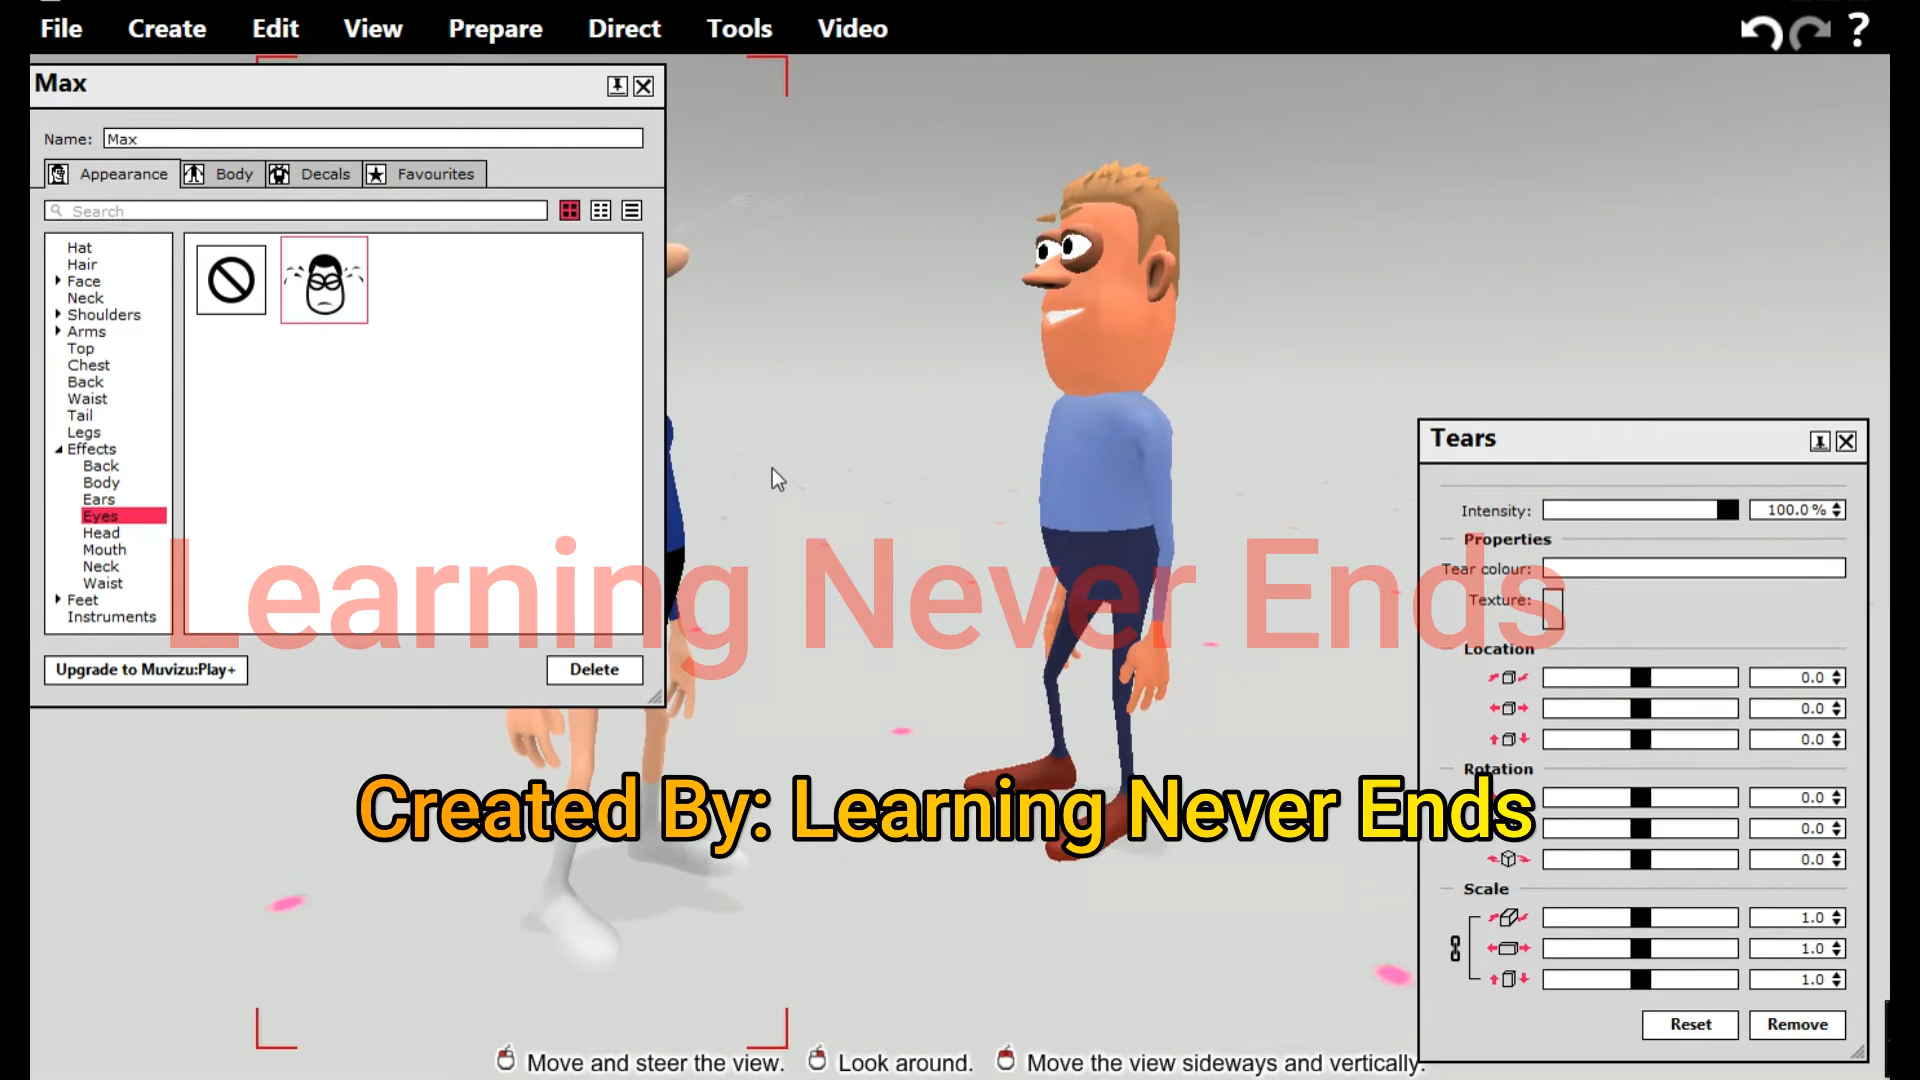 File Create Edit View Prepare Direct Tools Video ?
Max
Name: Max
Appearance Body Decals Favourites
Search
Hat
Hair
Face
Neck
Shoulders
Arms
Top
Chest
Back
Waist
Tail
Legs
Effects
Back
Body
Ears
Eyes
Head
Mouth
Neck
Waist
Feet
Instruments
Upgrade to Muvizu:Play+ Delete
Tears
Intensity: 100.0 %
Properties
Tear colour:
Texture:
Location
0.0
0.0
0.0
Rotation
0.0
0.0
0.0
Scale
1.0
1.0
1.0
Reset Remove
Learning Never Ends
Created By: Learning Never Ends
Move and steer the view. Look around. Move the view sideways and vertically.